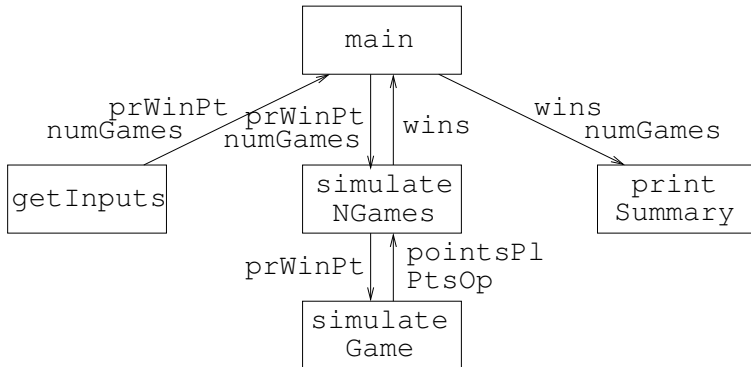 main
prWinPt
numGames
prWinPt
numGames
wins
wins
numGames
getInputs
simulate
NGames
print
Summary
prWinPt
pointsPl
PtsOp
simulate
Game